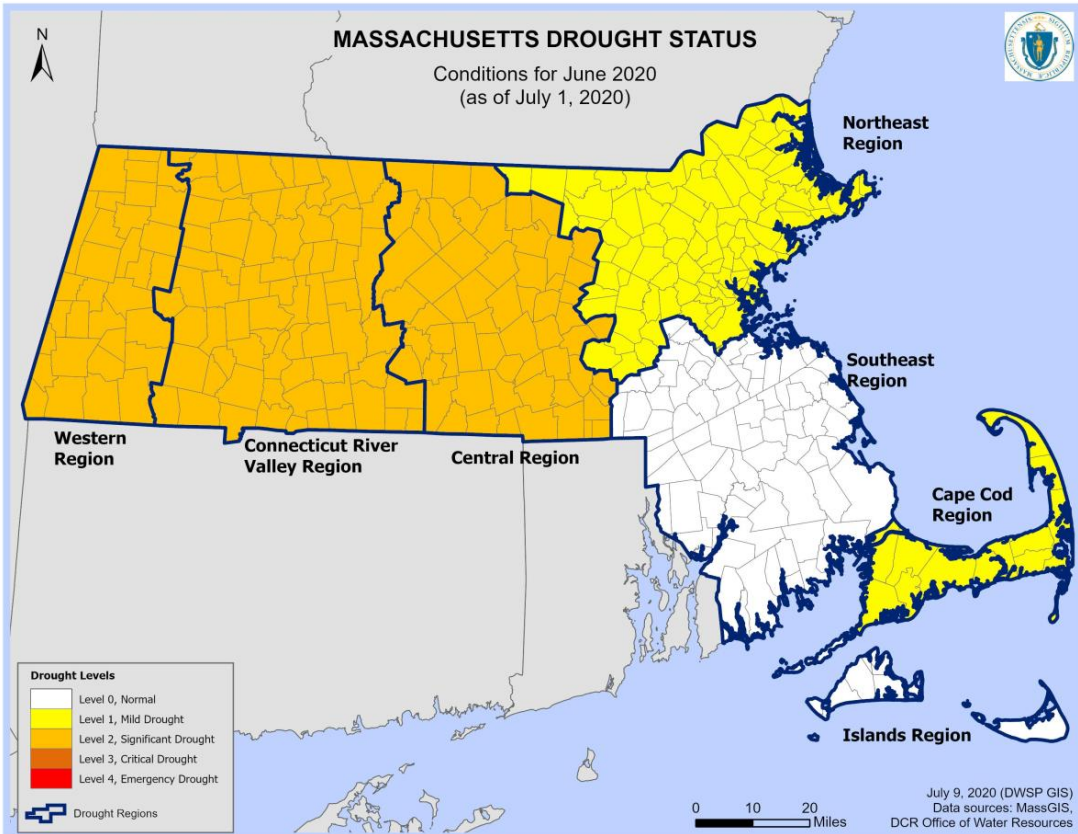 N
MASSACHUSETTS DROUGHT STATUS
Conditions for June 2020
(as of July 1, 2020)
Northeast
Region
Southeast
Region
Western
Region
Connecticut River
Valley Region
Central Region
Cape Cod
Region
Islands Region
Drought Levels
Level 0, Normal
Level 1, Mild Drought
Level 2, Significant Drought
Level 3, Critical Drought
Level 4, Emergency Drought
Drought Regions
0 10 20
Miles
July 9, 2020 (DWSP GIS)
Data sources: MassGIS,
DCR Office of Water Resources